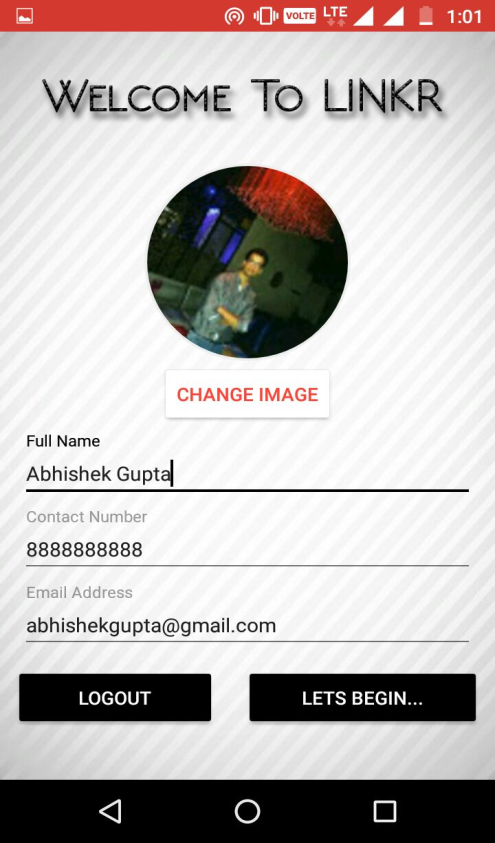 VOLTE LTE 1:01
Welcome To LINKR
CHANGE IMAGE
Full Name
Abhishek Gupta
Contact Number
8888888888
Email Address
abhishekgupta@gmail.com
LOGOUT LETS BEGIN...